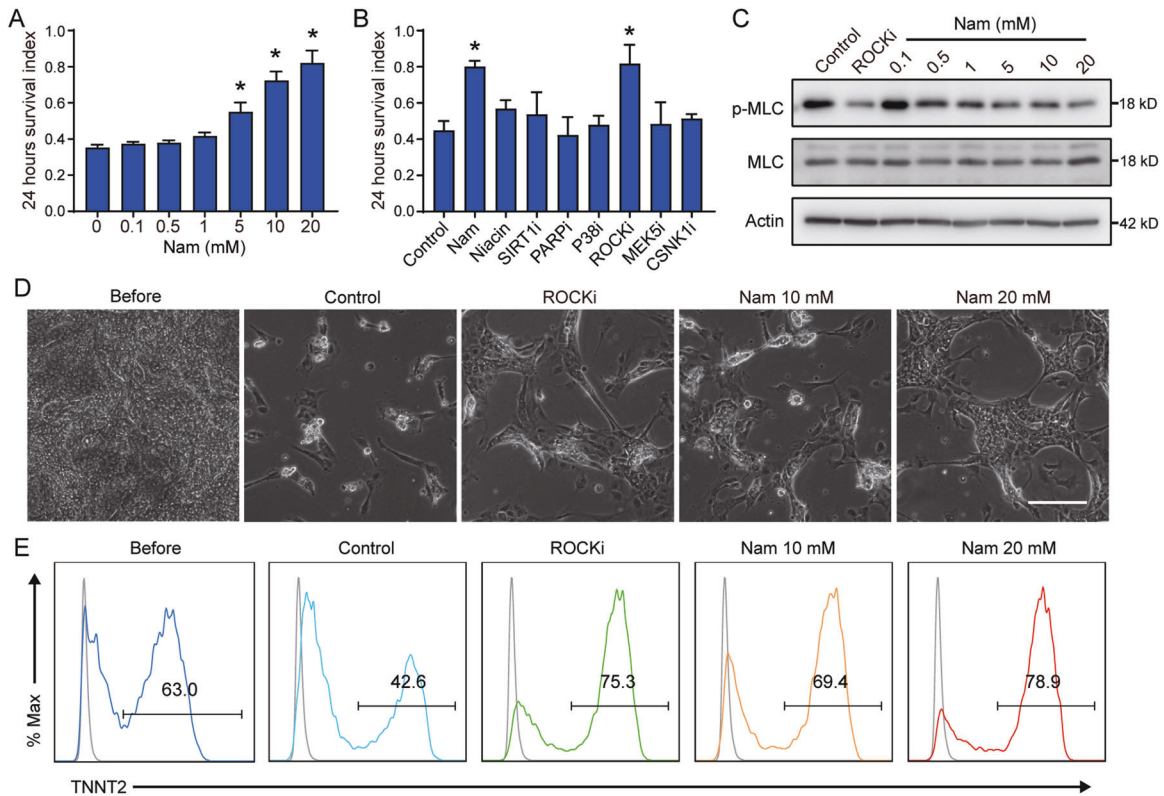 A
24 hours survival index
1.0
0.8
0.6
0.4
0.2
0.0
* * *
0 0.1 0.5 1 5 10 20
Nam (mM)
B
24 hours survival index
1.0
0.8
0.6
0.4
0.2
0.0
* *
Control Nam Niacin SIRT1i PARPi P38i ROCKi MEK5i CSNK1i
C
Nam (mM)
Control ROCKi 0.1 0.5 1 5 10 20
p-MLC 18 kD
MLC 18 kD
Actin 42 kD
D
Before Control ROCKi Nam 10 mM Nam 20 mM
E
Before Control ROCKi Nam 10 mM Nam 20 mM
% Max
63.0 42.6 75.3 69.4 78.9
TNNT2